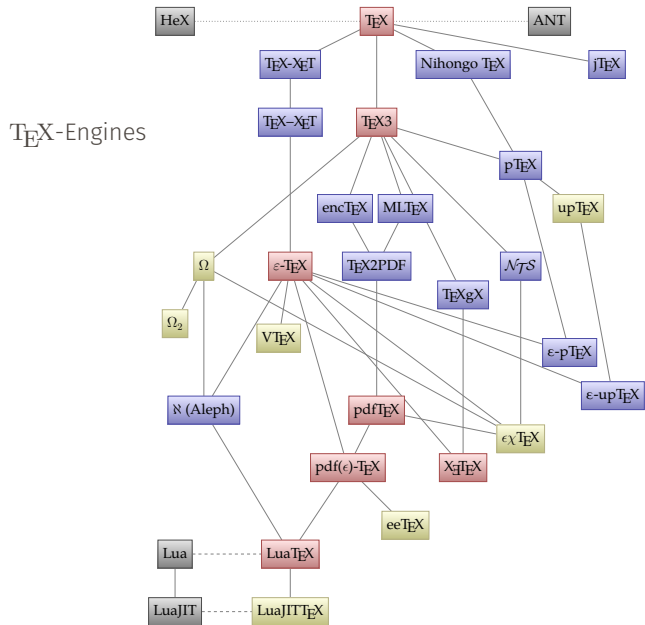 HeX TEX ANT
TEX-XET Nihongo TEX jTEX
TEX-Engines
TEX--XET TEX3
pTEX
encTEX MLTEX upTEX
Ω ε-TEX TEX2PDF NTS
TEXgX
Ω2
VTEX
ε-pTEX
ε-upTEX
ℵ (Aleph) pdfTEX
ϵχTEX
pdf(ϵ)-TEX XƎTEX
eeTEX
Lua LuaTEX
LuaJIT LuaJITTEX